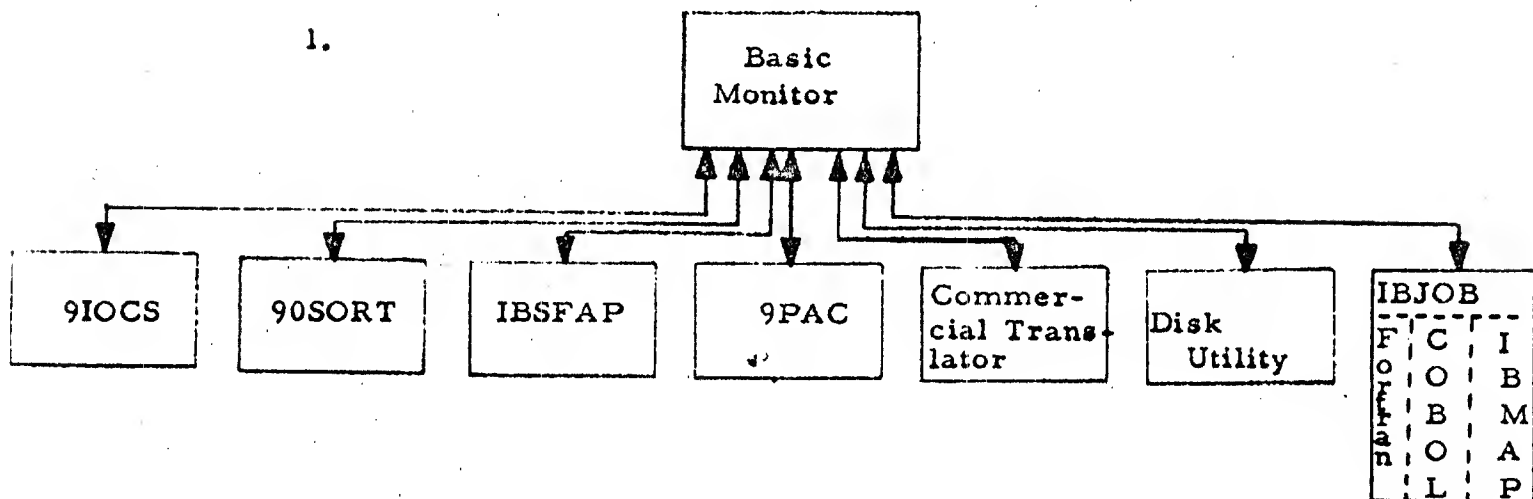 1.
Basic
Monitor
9IOCS
90SORT
IBSFAP
9PAC
Commer-
cial Trans-
lator
Disk
Utility
IBJOB
Fortran
COBOL
IBMAP